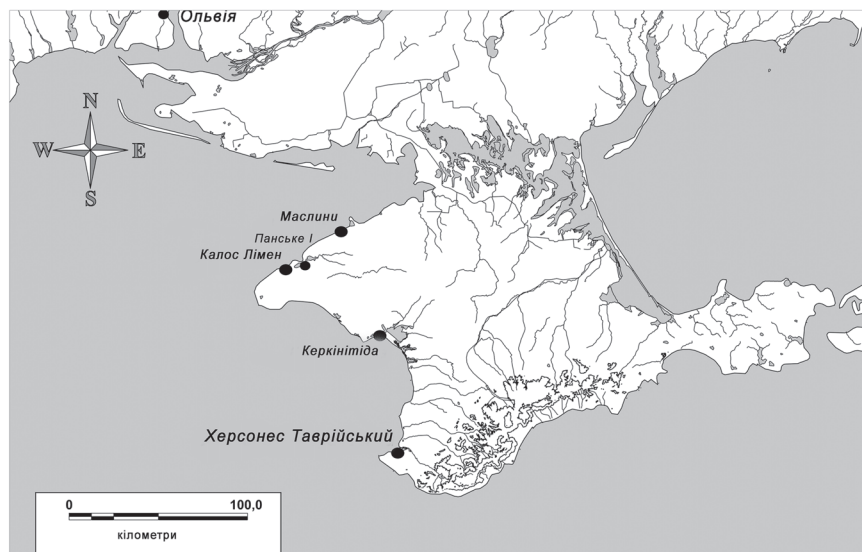 Ольвія
N
W E
S
Маслини
Панське I
Калос Лімен
Керкінітіда
Херсонес Таврійський
0 100,0
кілометри